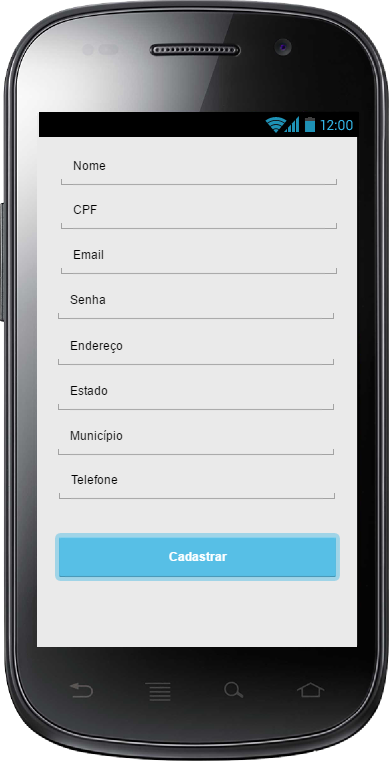 12:00
Nome
CPF
Email
Senha
Endereço
Estado
Município
Telefone
Cadastrar